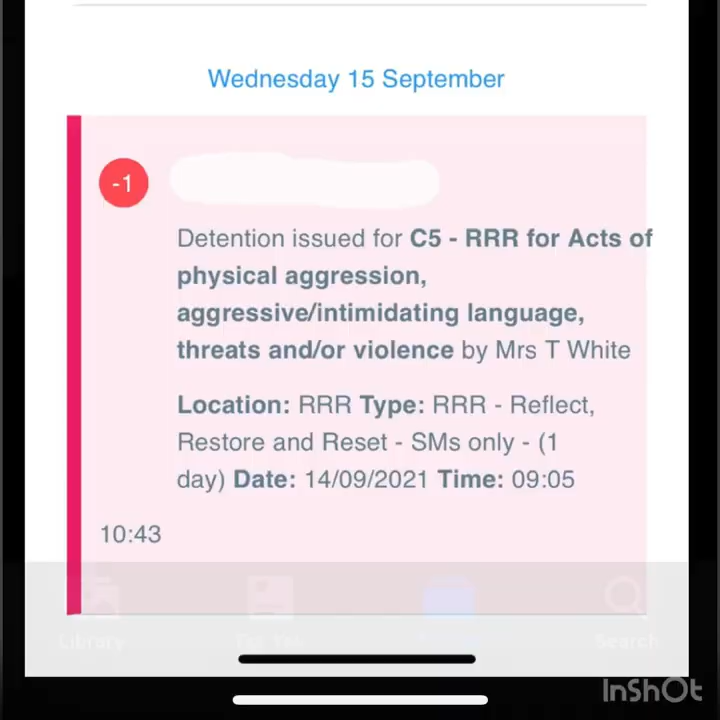 Wednesday 15 September
-1
Detention issued for C5 - RRR for Acts of
physical aggression,
aggressive/intimidating language,
threats and/or violence by Mrs T White
Location: RRR Type: RRR - Reflect,
Restore and Reset - SMs only - (1
day) Date: 14/09/2021 Time: 09:05
10:43
Library
Search
InShOt